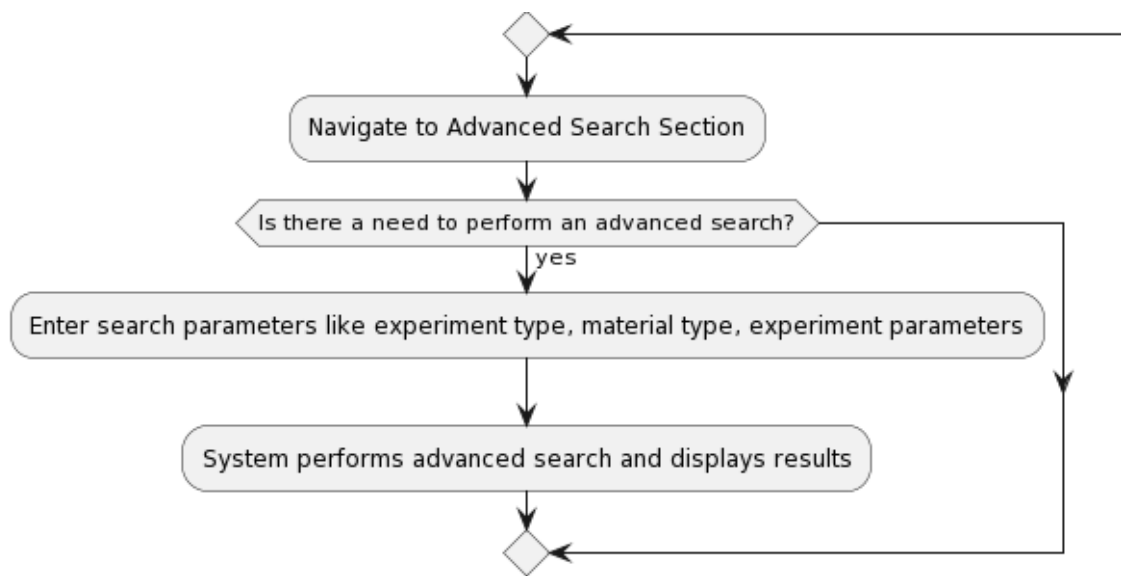 Navigate to Advanced Search Section
Is there a need to perform an advanced search?
yes
Enter search parameters like experiment type, material type, experiment parameters
System performs advanced search and displays results